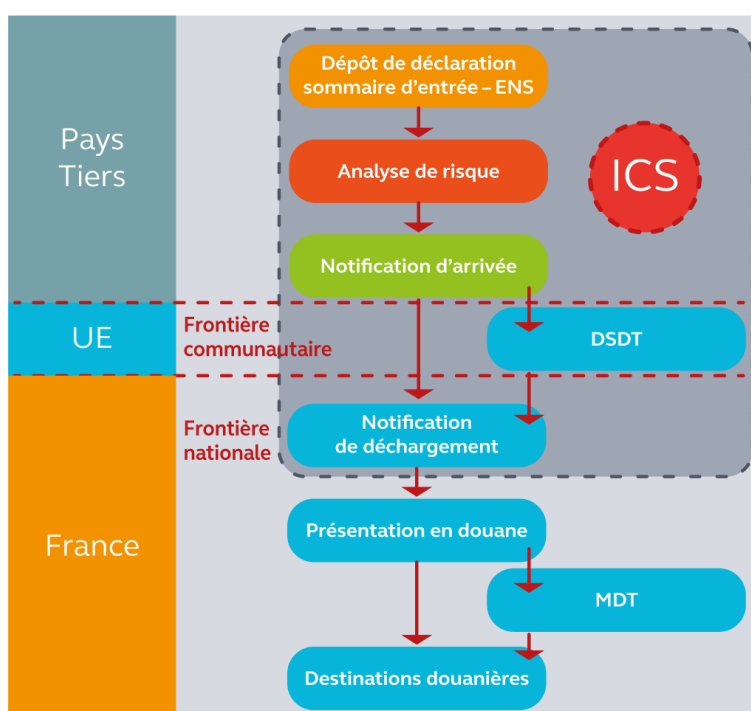 Dépôt de déclaration
sommaire d’entrée – ENS
Pays
Tiers
Analyse de risque
ICS
Notification d’arrivée
UE
Frontière
communautaire
DSDT
Frontière
nationale
Notification
de déchargement
France
Présentation en douane
MDT
Destinations douanières